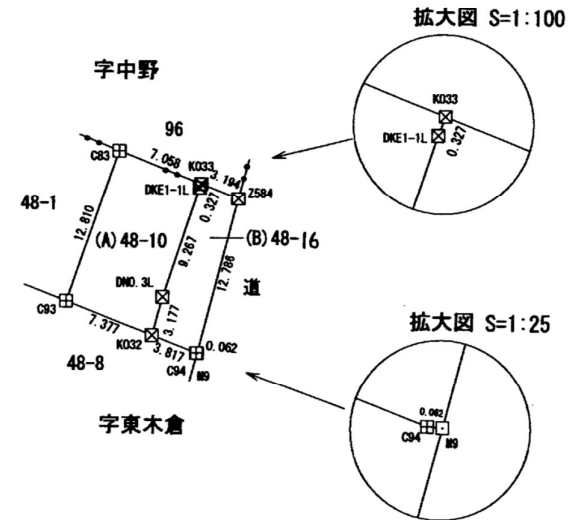 拡大図 S=1:100
字中野
96
K033
DKE1-1L
0.327
C83
7.058
K033
3.194
DKE1-1L
0.327
Z584
48-1
12.810
(A)48-10
9.267
(B)48-16
12.786
道
DNO.3L
3.177
C93
7.377
K032
3.817
0.062
C94
M9
48-8
字東木倉
拡大図 S=1:25
0.062
C94
M9